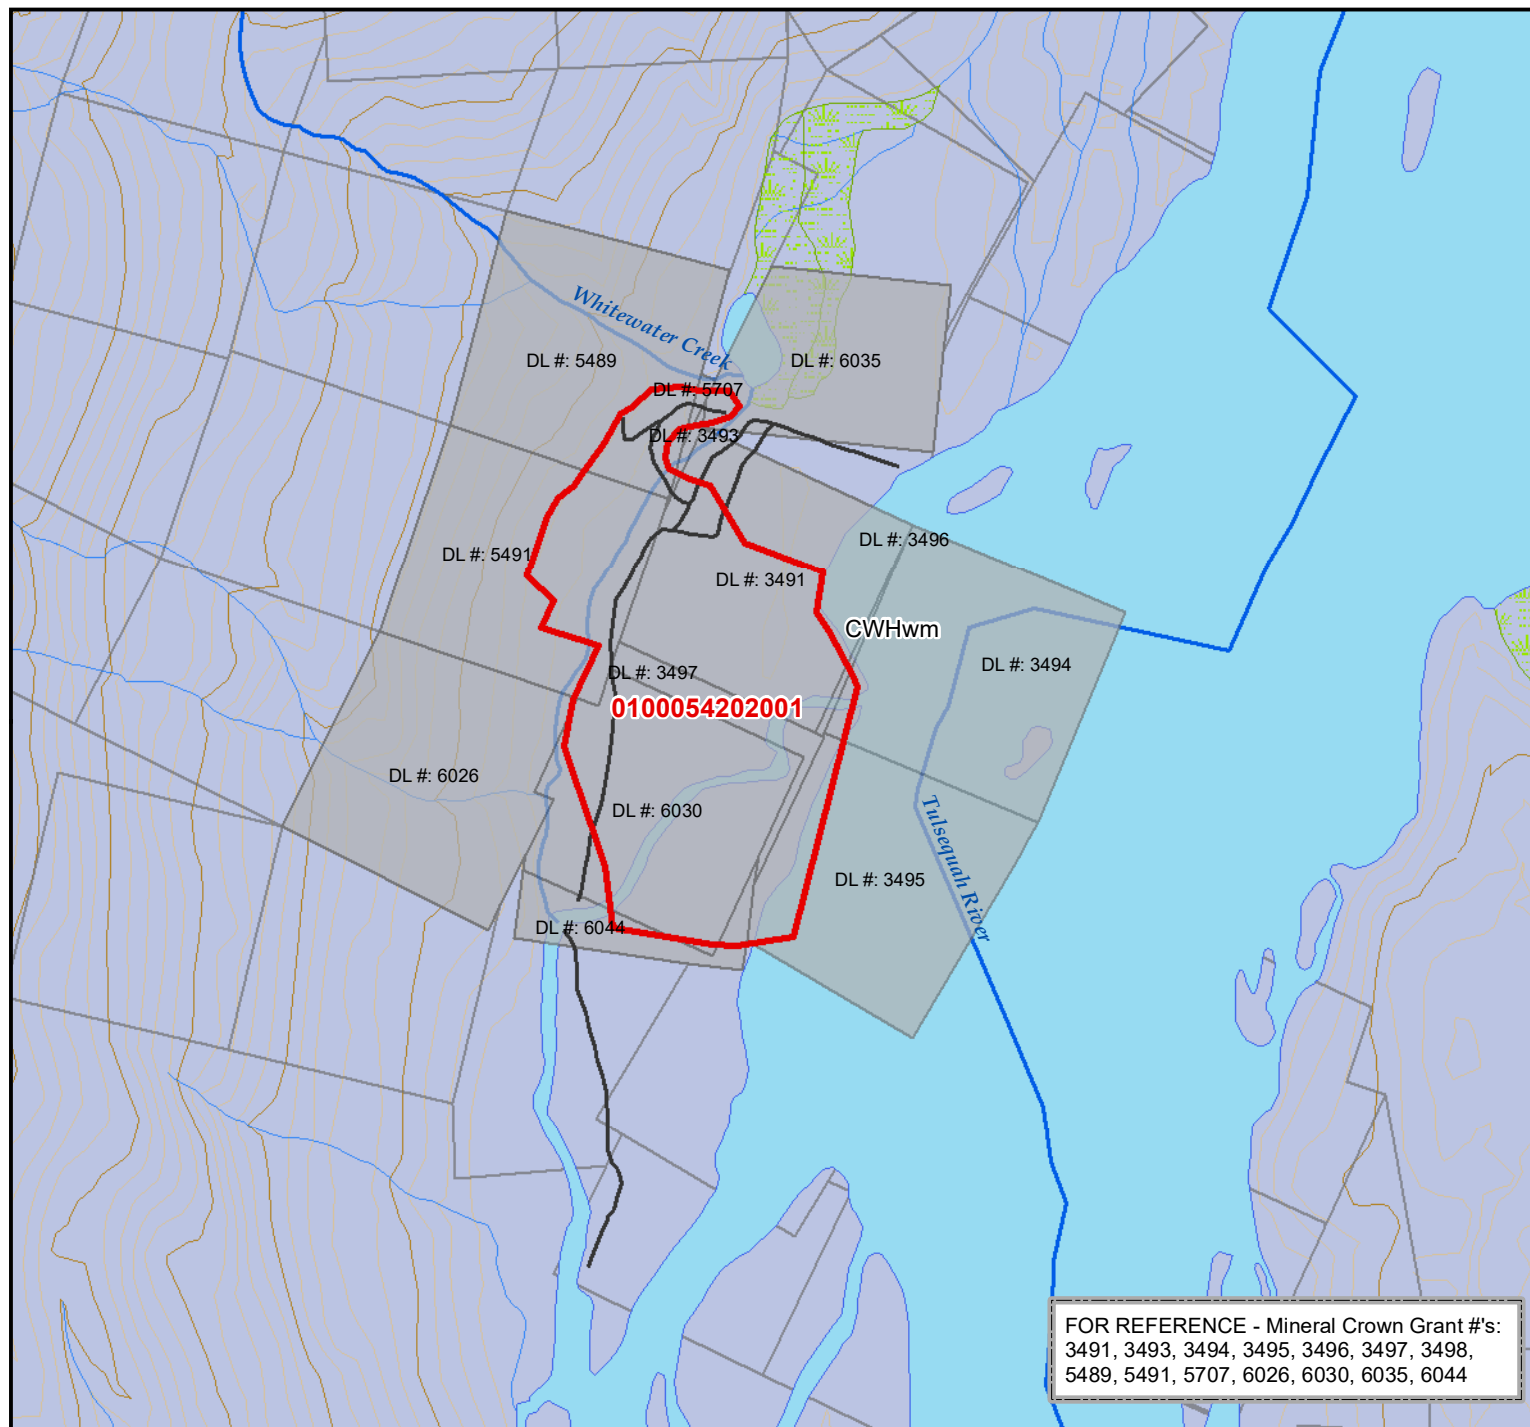 Whitewater Creek
DL #: 5489
DL #: 6035
DL #: 5707
DL #: 3493
DL #: 3496
DL #: 5491
DL #: 3491
CWHwm
DL #: 3494
DL #: 3497
0100054202001
DL #: 6026
DL #: 6030
Tulsequah River
DL #: 3495
DL #: 6044
FOR REFERENCE - Mineral Crown Grant #'s:
3491, 3493, 3494, 3495, 3496, 3497, 3498,
5489, 5491, 5707, 6026, 6030, 6035, 6044